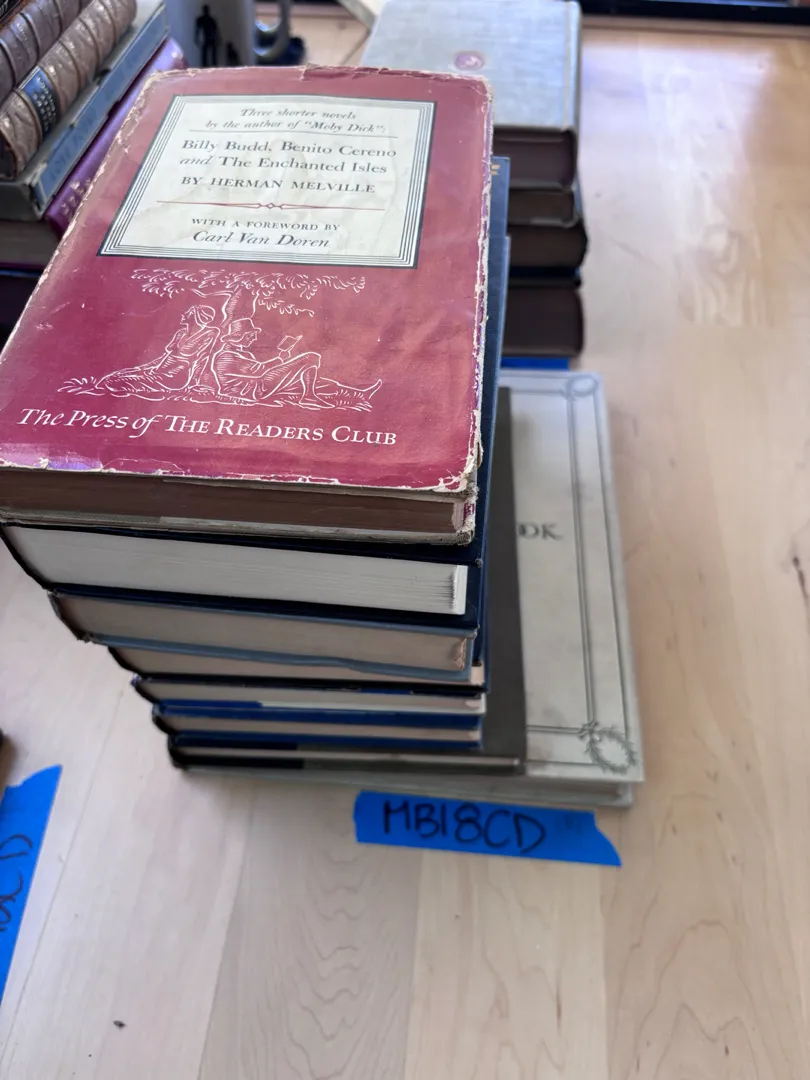 Three shorter novels
by the author of "Moby Dick":
Billy Budd, Benito Cereno
and The Enchanted Isles
BY HERMAN MELVILLE
WITH A FOREWORD BY
Carl Van Doren
The Press of THE READERS CLUB
OK
MB18CD